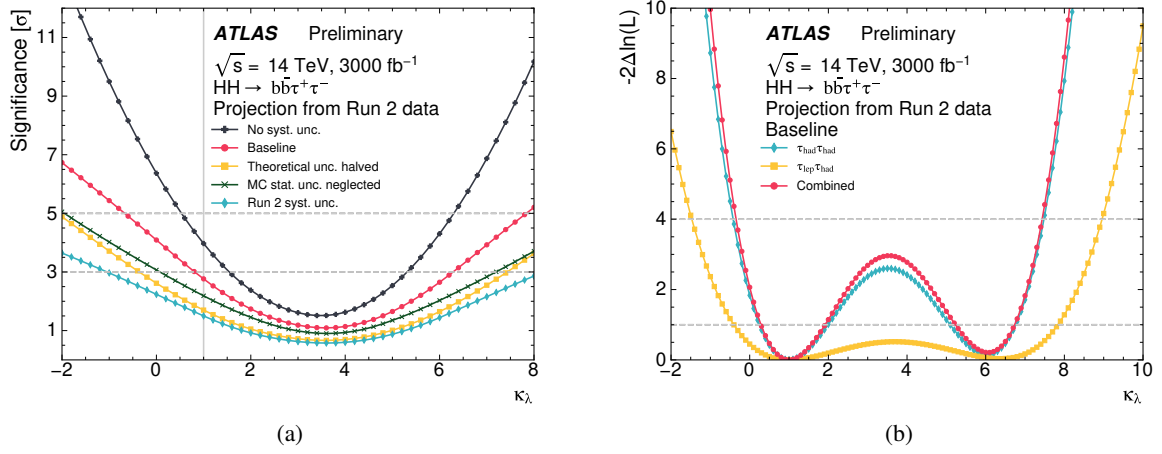 Significance [σ]
11
9
7
5
3
1
ATLAS Preliminary
√s = 14 TeV, 3000 fb⁻¹
HH → bb̄τ⁺τ⁻
Projection from Run 2 data
No syst. unc.
Baseline
Theoretical unc. halved
MC stat. unc. neglected
Run 2 syst. unc.
−2 0 2 4 6 8
κλ
(a)
-2Δln(L)
10
8
6
4
2
0
ATLAS Preliminary
√s = 14 TeV, 3000 fb⁻¹
HH → bb̄τ⁺τ⁻
Projection from Run 2 data
Baseline
τhadτhad
τlepτhad
Combined
−2 0 2 4 6 8 10
κλ
(b)